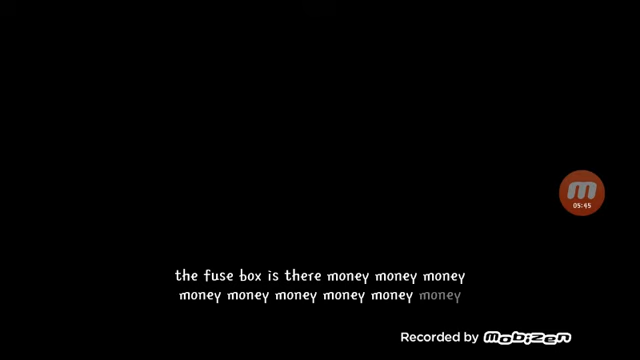 m
05:45
the fuse box is there money money money
money money money money money money
Recorded by mobizen